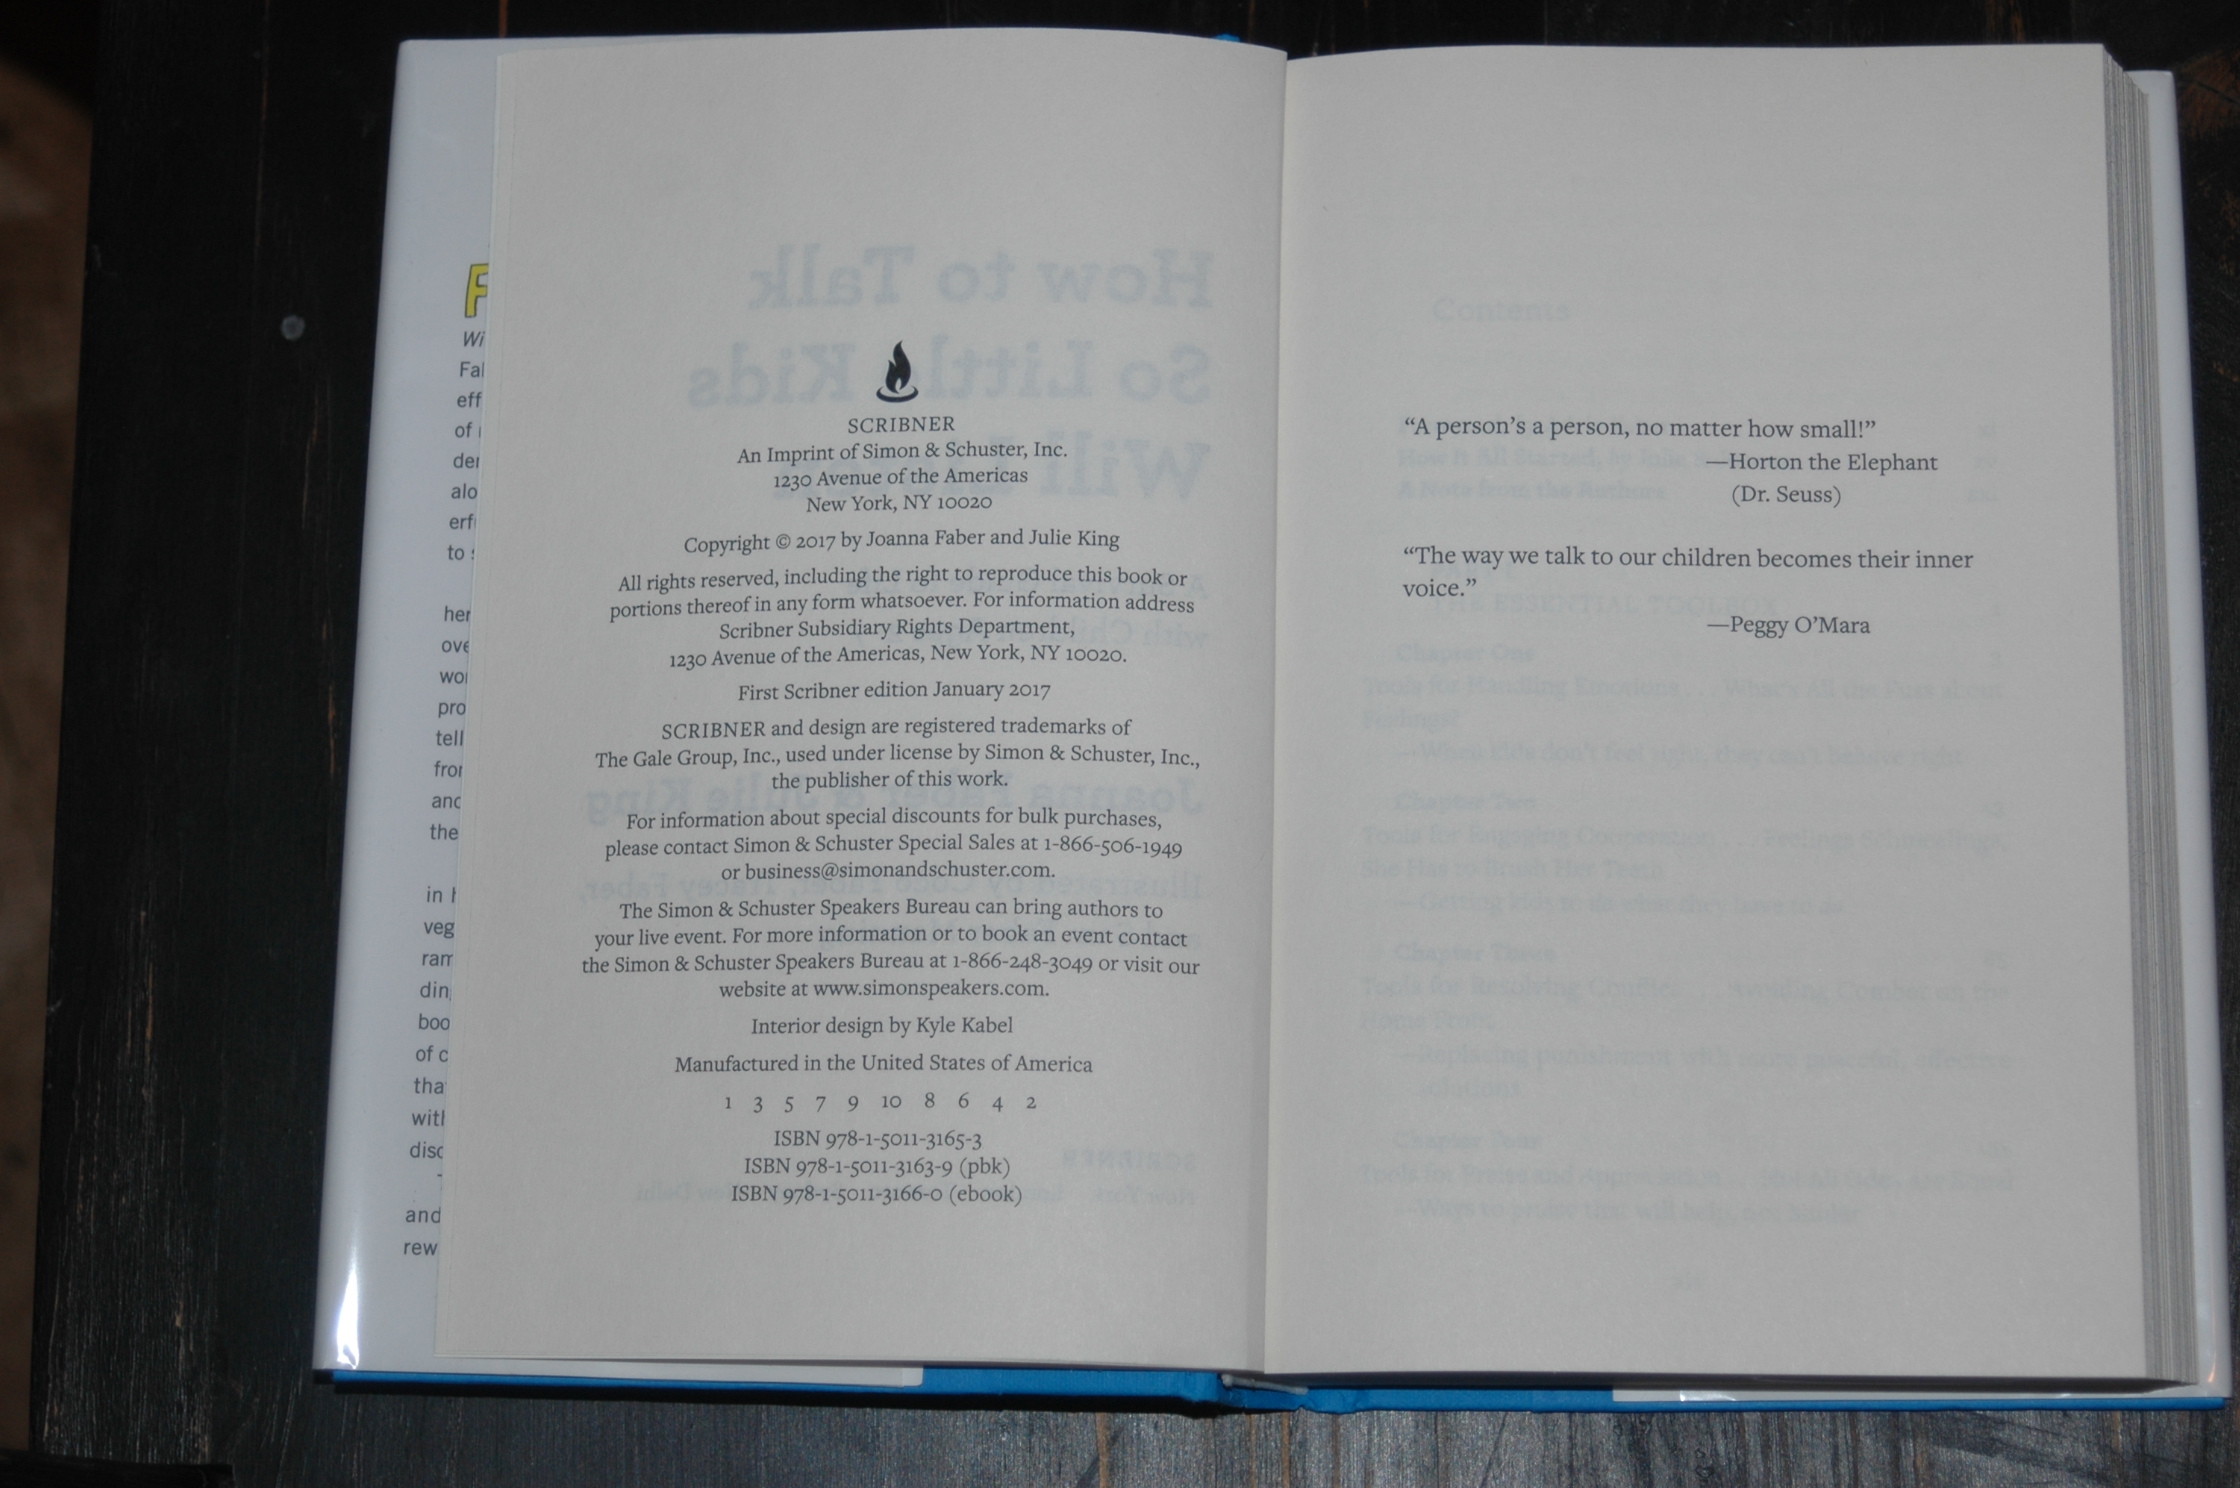 SCRIBNER
An Imprint of Simon & Schuster, Inc.
1230 Avenue of the Americas
New York, NY 10020
Copyright © 2017 by Joanna Faber and Julie King
All rights reserved, including the right to reproduce this book or
portions thereof in any form whatsoever. For information address
Scribner Subsidiary Rights Department,
1230 Avenue of the Americas, New York, NY 10020.
First Scribner edition January 2017
SCRIBNER and design are registered trademarks of
The Gale Group, Inc., used under license by Simon & Schuster, Inc.,
the publisher of this work.
For information about special discounts for bulk purchases,
please contact Simon & Schuster Special Sales at 1-866-506-1949
or business@simonandschuster.com.
The Simon & Schuster Speakers Bureau can bring authors to
your live event. For more information or to book an event contact
the Simon & Schuster Speakers Bureau at 1-866-248-3049 or visit our
website at www.simonspeakers.com.
Interior design by Kyle Kabel
Manufactured in the United States of America
1 3 5 7 9 10 8 6 4 2
ISBN 978-1-5011-3165-3
ISBN 978-1-5011-3163-9 (pbk)
ISBN 978-1-5011-3166-0 (ebook)
“A person's a person, no matter how small!”
—Horton the Elephant
(Dr. Seuss)
“The way we talk to our children becomes their inner
voice.”
—Peggy O'Mara